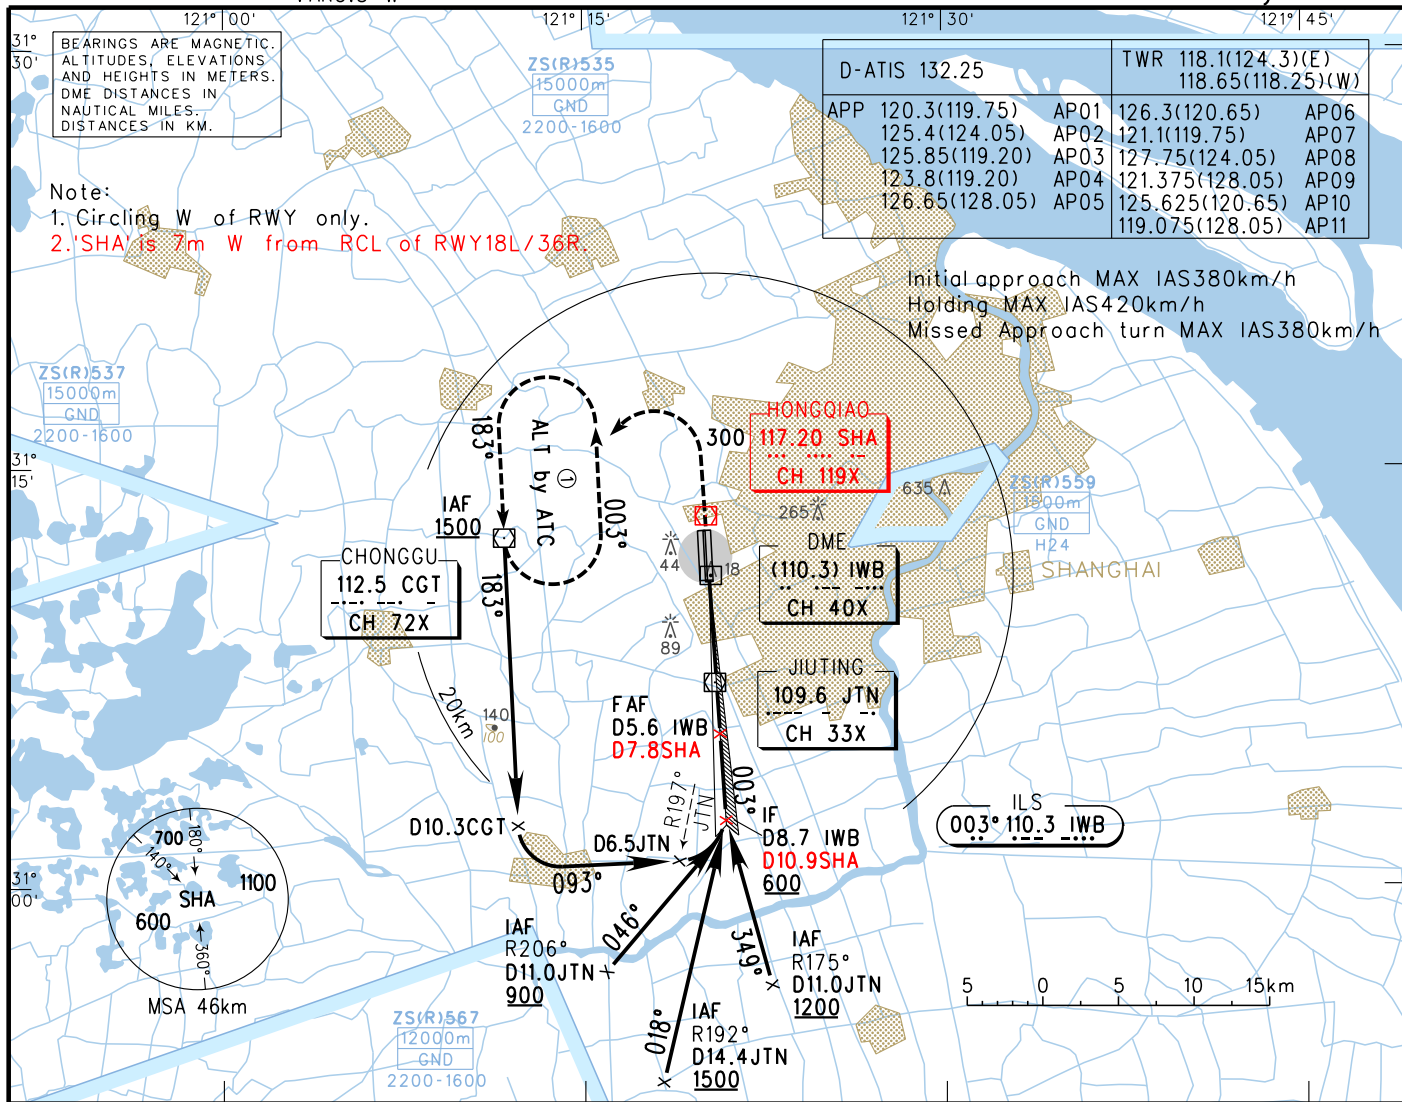 121° 00'
121° 15'
121° 30'
121° 45'
31°
30'
BEARINGS ARE MAGNETIC.
ALTITUDES, ELEVATIONS
AND HEIGHTS IN METERS.
DME DISTANCES IN
NAUTICAL MILES.
DISTANCES IN KM.
ZS(R)535
15000m
GND
2200-1600
D-ATIS 132.25
TWR 118.1(124.3)(E)
118.65(118.25)(W)
APP 120.3(119.75) AP01 126.3(120.65) AP06
125.4(124.05) AP02 121.1(119.75) AP07
125.85(119.20) AP03 127.75(124.05) AP08
123.8(119.20) AP04 121.375(128.05) AP09
126.65(128.05) AP05 125.625(120.65) AP10
119.075(128.05) AP11
Note:
1. Circling W of RWY only.
2.'SHA' is 7m W from RCL of RWY18L/36R.
Initial approach MAX IAS380km/h
Holding MAX IAS420km/h
Missed Approach turn MAX IAS380km/h
ZS(R)537
15000m
GND
2200-1600
183°
ALT by ATC
①
003°
300
HONGQIAO
117.20 SHA
CH 119X
31°
15'
635
265
ZS(R)559
1500m
GND
H24
IAF
1500
CHONGGU
112.5 CGT
CH 72X
183°
44
18
89
DME
(110.3) IWB
CH 40X
SHANGHAI
JIUTING
109.6 JTN
CH 33X
20km
140
100
FAF
D5.6 IWB
D7.8SHA
003°
R197°
JTN
IF
D8.7 IWB
D10.9SHA
600
ILS
003° 110.3 IWB
D10.3CGT
D6.5JTN
093°
700
180°
140°
1100
SHA
600
360°
MSA 46km
31°
00'
IAF
R206°
D11.0JTN
900
046°
349°
IAF
R175°
D11.0JTN
1200
018°
IAF
R192°
D14.4JTN
1500
5 0 5 10 15km
ZS(R)567
12000m
GND
2200-1600